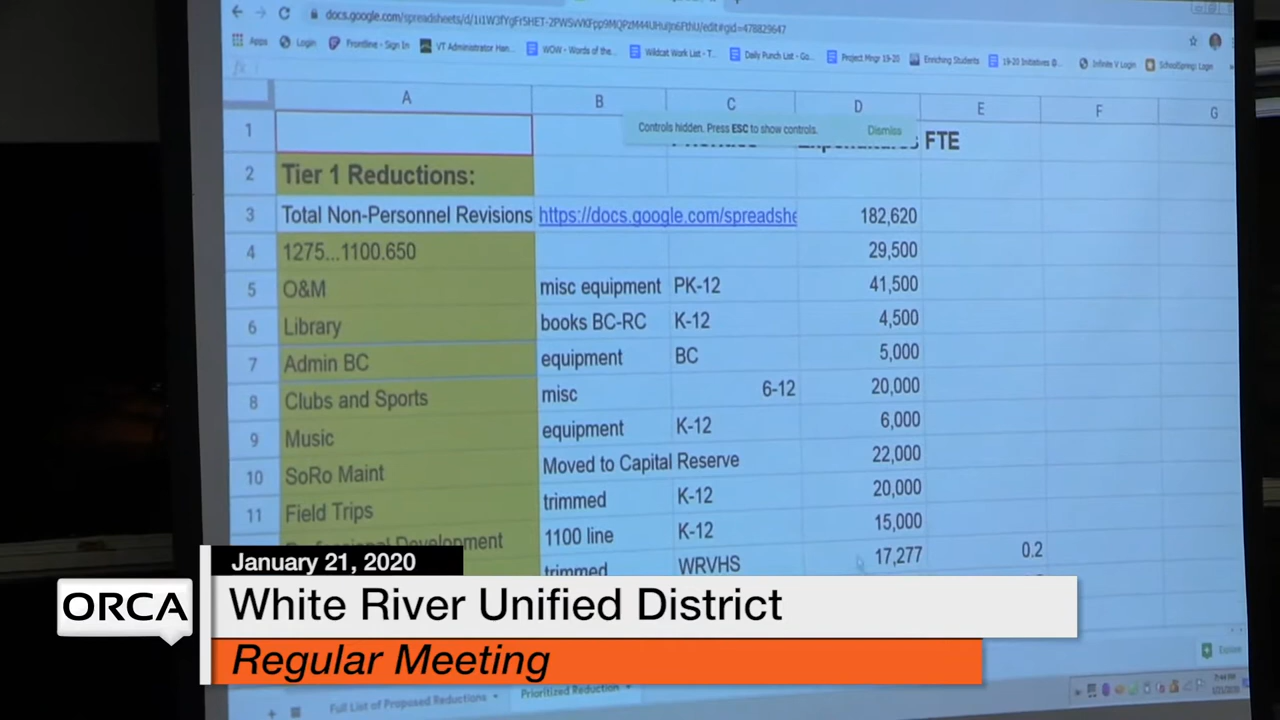 docs.google.com/spreadsheets/d/
Apps Login Frontline - Sign In VT Administrator Han... WOW - Words of the... Wildcat Work List - T... Daily Punch List - Go... Project Mngr 19-20 Enriching Students 19-20 Initiatives @... Infinite V Login SchoolSpring: Login
A B C D E F G
Controls hidden. Press ESC to show controls. Dismiss
1 Expenditures FTE
2 Tier 1 Reductions:
3 Total Non-Personnel Revisions https://docs.google.com/spreadshe 182,620
4 1275...1100.650 29,500
5 O&M misc equipment PK-12 41,500
6 Library books BC-RC K-12 4,500
7 Admin BC equipment BC 5,000
8 Clubs and Sports misc 6-12 20,000
9 Music equipment K-12 6,000
10 SoRo Maint Moved to Capital Reserve 22,000
11 Field Trips trimmed K-12 20,000
Professional Development 1100 line K-12 15,000
trimmed WRVHS 17,277 0.2
January 21, 2020
ORCA
White River Unified District
Regular Meeting
Explore
Full List of Proposed Reductions Prioritized Reduction